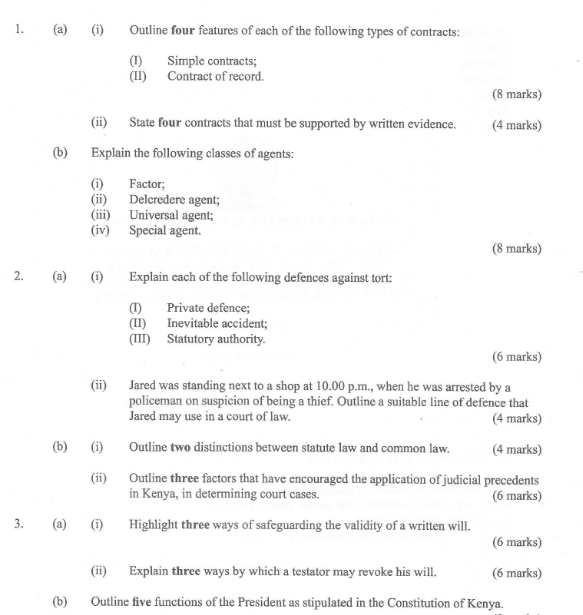 1. (a) (i) Outline four features of each of the following types of contracts:
(I) Simple contracts;
(II) Contract of record.
(8 marks)
(ii) State four contracts that must be supported by written evidence. (4 marks)
(b) Explain the following classes of agents:
(i) Factor;
(ii) Delcredere agent;
(iii) Universal agent;
(iv) Special agent.
(8 marks)
2. (a) (i) Explain each of the following defences against tort:
(I) Private defence;
(II) Inevitable accident;
(III) Statutory authority.
(6 marks)
(ii) Jared was standing next to a shop at 10.00 p.m., when he was arrested by a
policeman on suspicion of being a thief. Outline a suitable line of defence that
Jared may use in a court of law. (4 marks)
(b) (i) Outline two distinctions between statute law and common law. (4 marks)
(ii) Outline three factors that have encouraged the application of judicial precedents
in Kenya, in determining court cases. (6 marks)
3. (a) (i) Highlight three ways of safeguarding the validity of a written will.
(6 marks)
(ii) Explain three ways by which a testator may revoke his will. (6 marks)
(b) Outline five functions of the President as stipulated in the Constitution of Kenya.